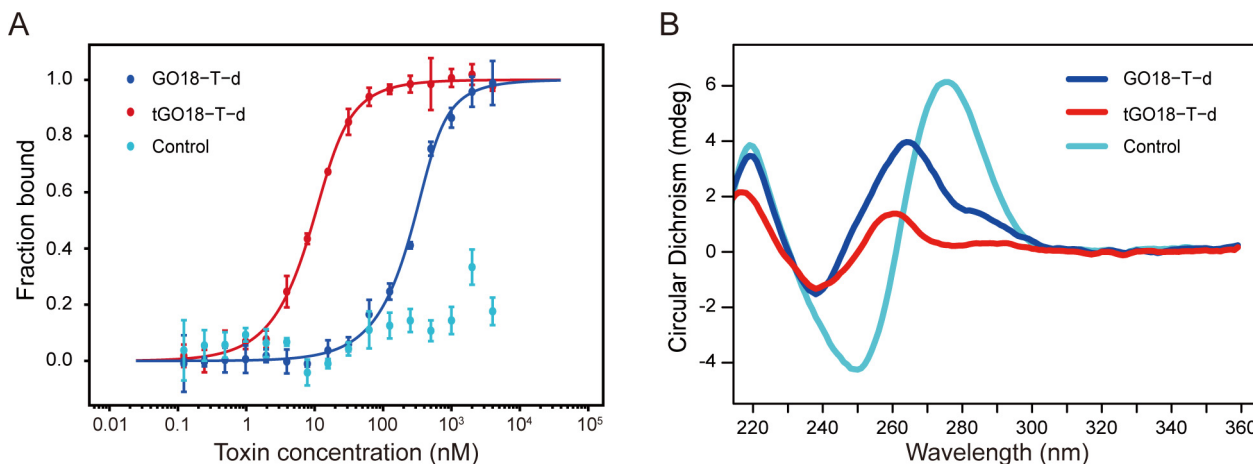 A
B
GO18-T-d
tGO18-T-d
Control
1.0
0.8
0.6
0.4
0.2
0.0
Fraction bound
0.01
0.1
1
10
100
10³
10⁴
10⁵
Toxin concentration (nM)
GO18-T-d
tGO18-T-d
Control
6
4
2
0
-2
-4
Circular Dichroism (mdeg)
220
240
260
280
300
320
340
360
Wavelength (nm)